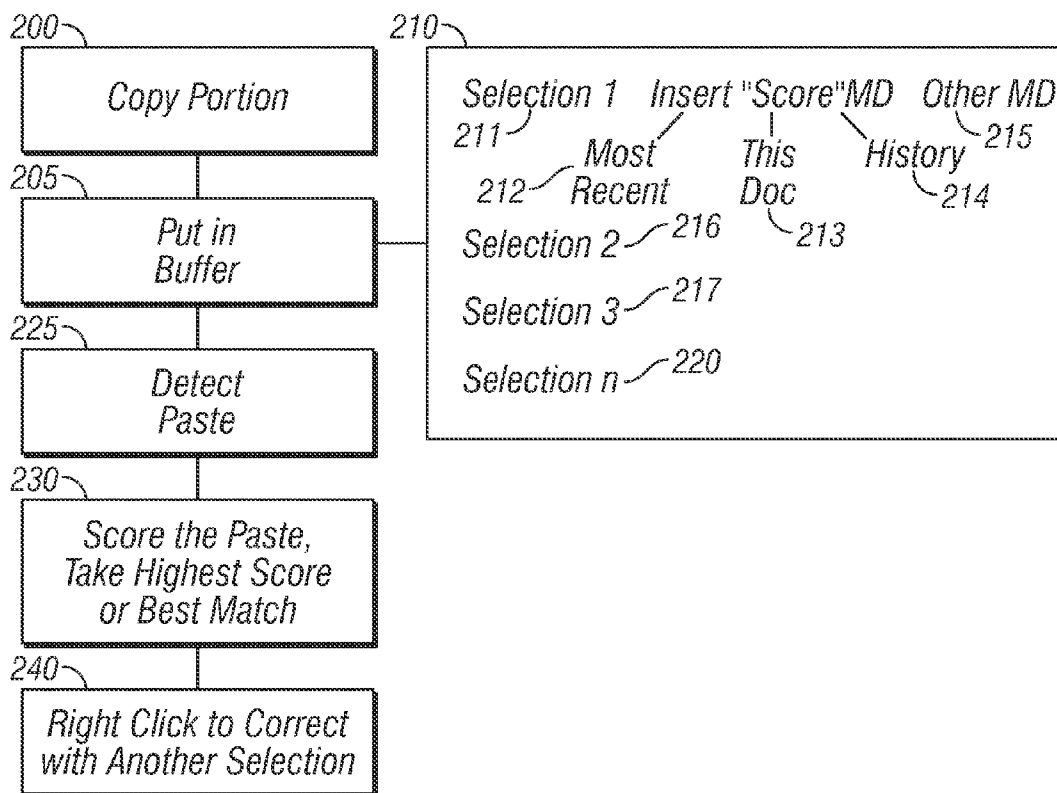 200
Copy Portion
205
Put in
Buffer
225
Detect
Paste
230
Score the Paste,
Take Highest Score
or Best Match
240
Right Click to Correct
with Another Selection
210
Selection 1 Insert "Score"MD Other MD
211 215
Most This History
212 Recent Doc 214
213
Selection 2 216
Selection 3 217
Selection n 220